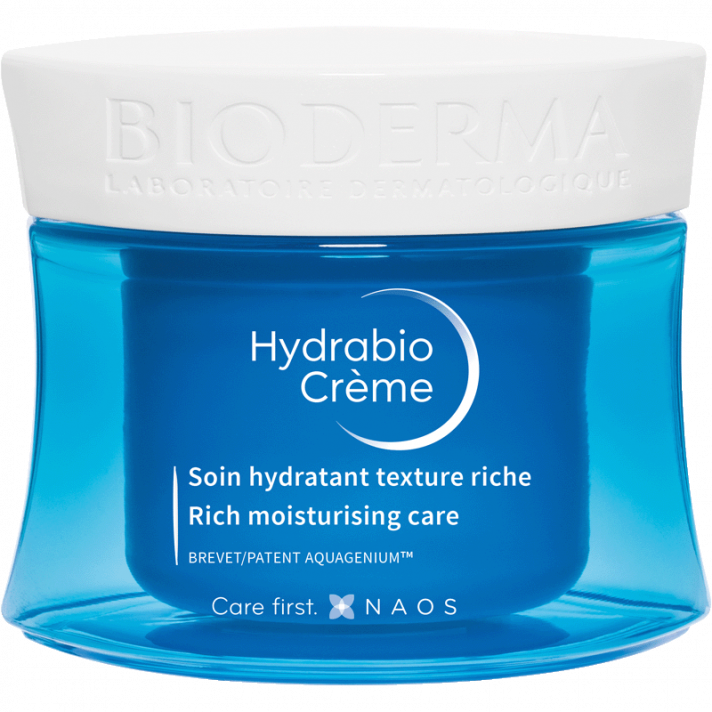 BIODERMA
LABORATOIRE DERMATOLOGIQUE
Hydrabio
Crème
Soin hydratant texture riche
Rich moisturising care
BREVET/PATENT AQUAGENIUM™
Care first. NAOS